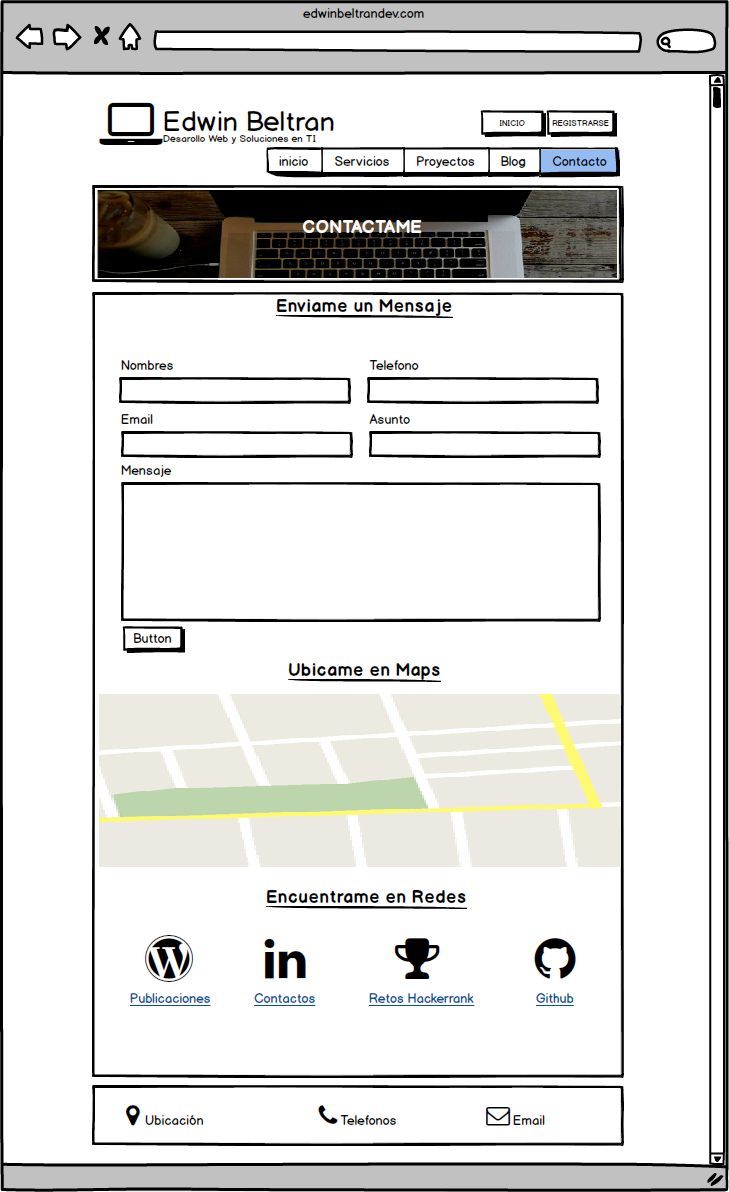 edwinbeltrandev.com
Edwin Beltran
Desarollo Web y Soluciones en TI
INICIO
REGISTRARSE
inicio
Servicios
Proyectos
Blog
Contacto
CONTACTAME
Enviame un Mensaje
Nombres
Telefono
Email
Asunto
Mensaje
Button
Ubicame en Maps
Encuentrame en Redes
Publicaciones
Contactos
Retos Hackerrank
Github
Ubicación
Telefonos
Email